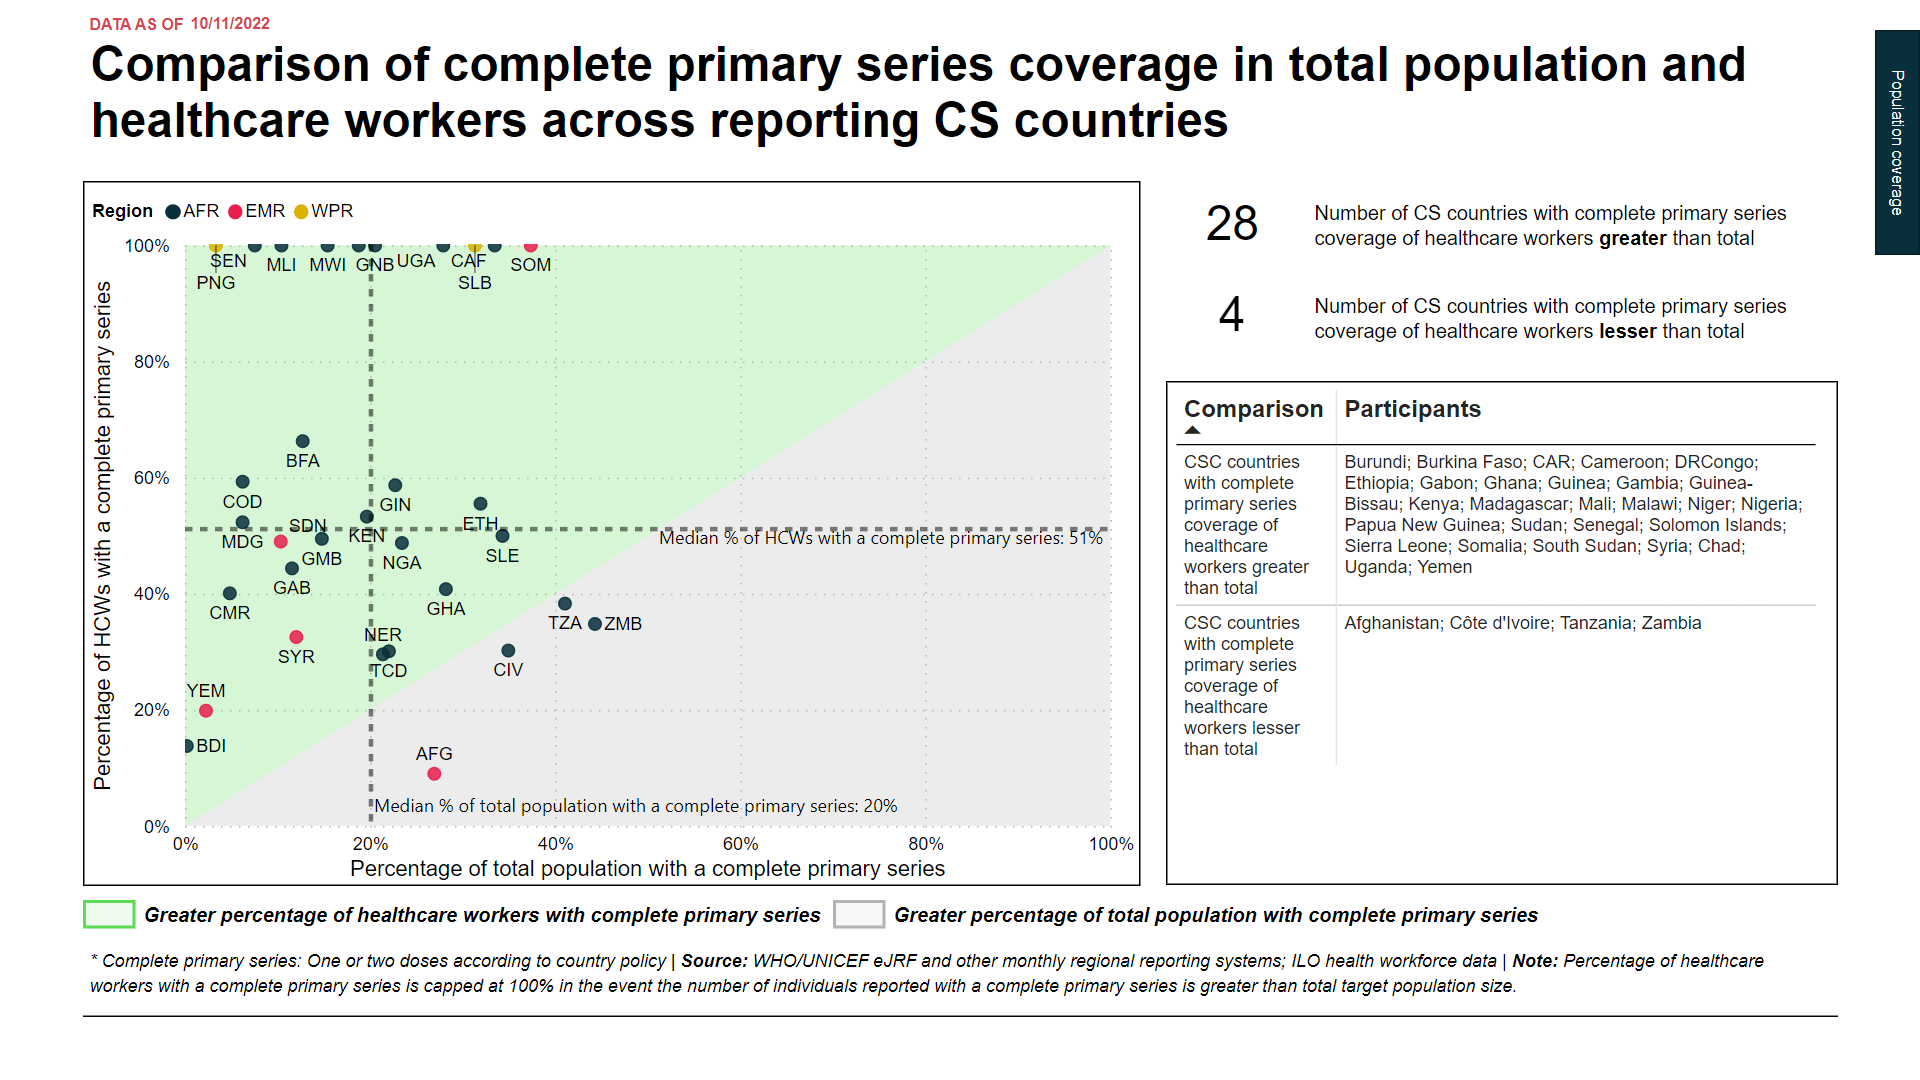 DATA AS OF 10/11/2022
Comparison of complete primary series coverage in total population and
healthcare workers across reporting CS countries
Population coverage
Region AFR EMR WPR
100%
80%
60%
40%
20%
0%
Percentage of HCWs with a complete primary series
SEN MLI MWI GNB UGA CAF SOM
PNG SLB
BFA
COD GIN
ETH
MDG SDN KEN
GMB NGA SLE
GAB
CMR GHA
TZA ZMB
SYR NER
TCD CIV
YEM
BDI
AFG
Median % of HCWs with a complete primary series: 51%
Median % of total population with a complete primary series: 20%
0% 20% 40% 60% 80% 100%
Percentage of total population with a complete primary series
28
Number of CS countries with complete primary series
coverage of healthcare workers greater than total
4
Number of CS countries with complete primary series
coverage of healthcare workers lesser than total
Comparison Participants
CSC countries
with complete
primary series
coverage of
healthcare
workers greater
than total
Burundi; Burkina Faso; CAR; Cameroon; DRCongo;
Ethiopia; Gabon; Ghana; Guinea; Gambia; Guinea-
Bissau; Kenya; Madagascar; Mali; Malawi; Niger; Nigeria;
Papua New Guinea; Sudan; Senegal; Solomon Islands;
Sierra Leone; Somalia; South Sudan; Syria; Chad;
Uganda; Yemen
CSC countries
with complete
primary series
coverage of
healthcare
workers lesser
than total
Afghanistan; Côte d'Ivoire; Tanzania; Zambia
Greater percentage of healthcare workers with complete primary series
Greater percentage of total population with complete primary series
* Complete primary series: One or two doses according to country policy | Source: WHO/UNICEF eJRF and other monthly regional reporting systems; ILO health workforce data | Note: Percentage of healthcare
workers with a complete primary series is capped at 100% in the event the number of individuals reported with a complete primary series is greater than total target population size.